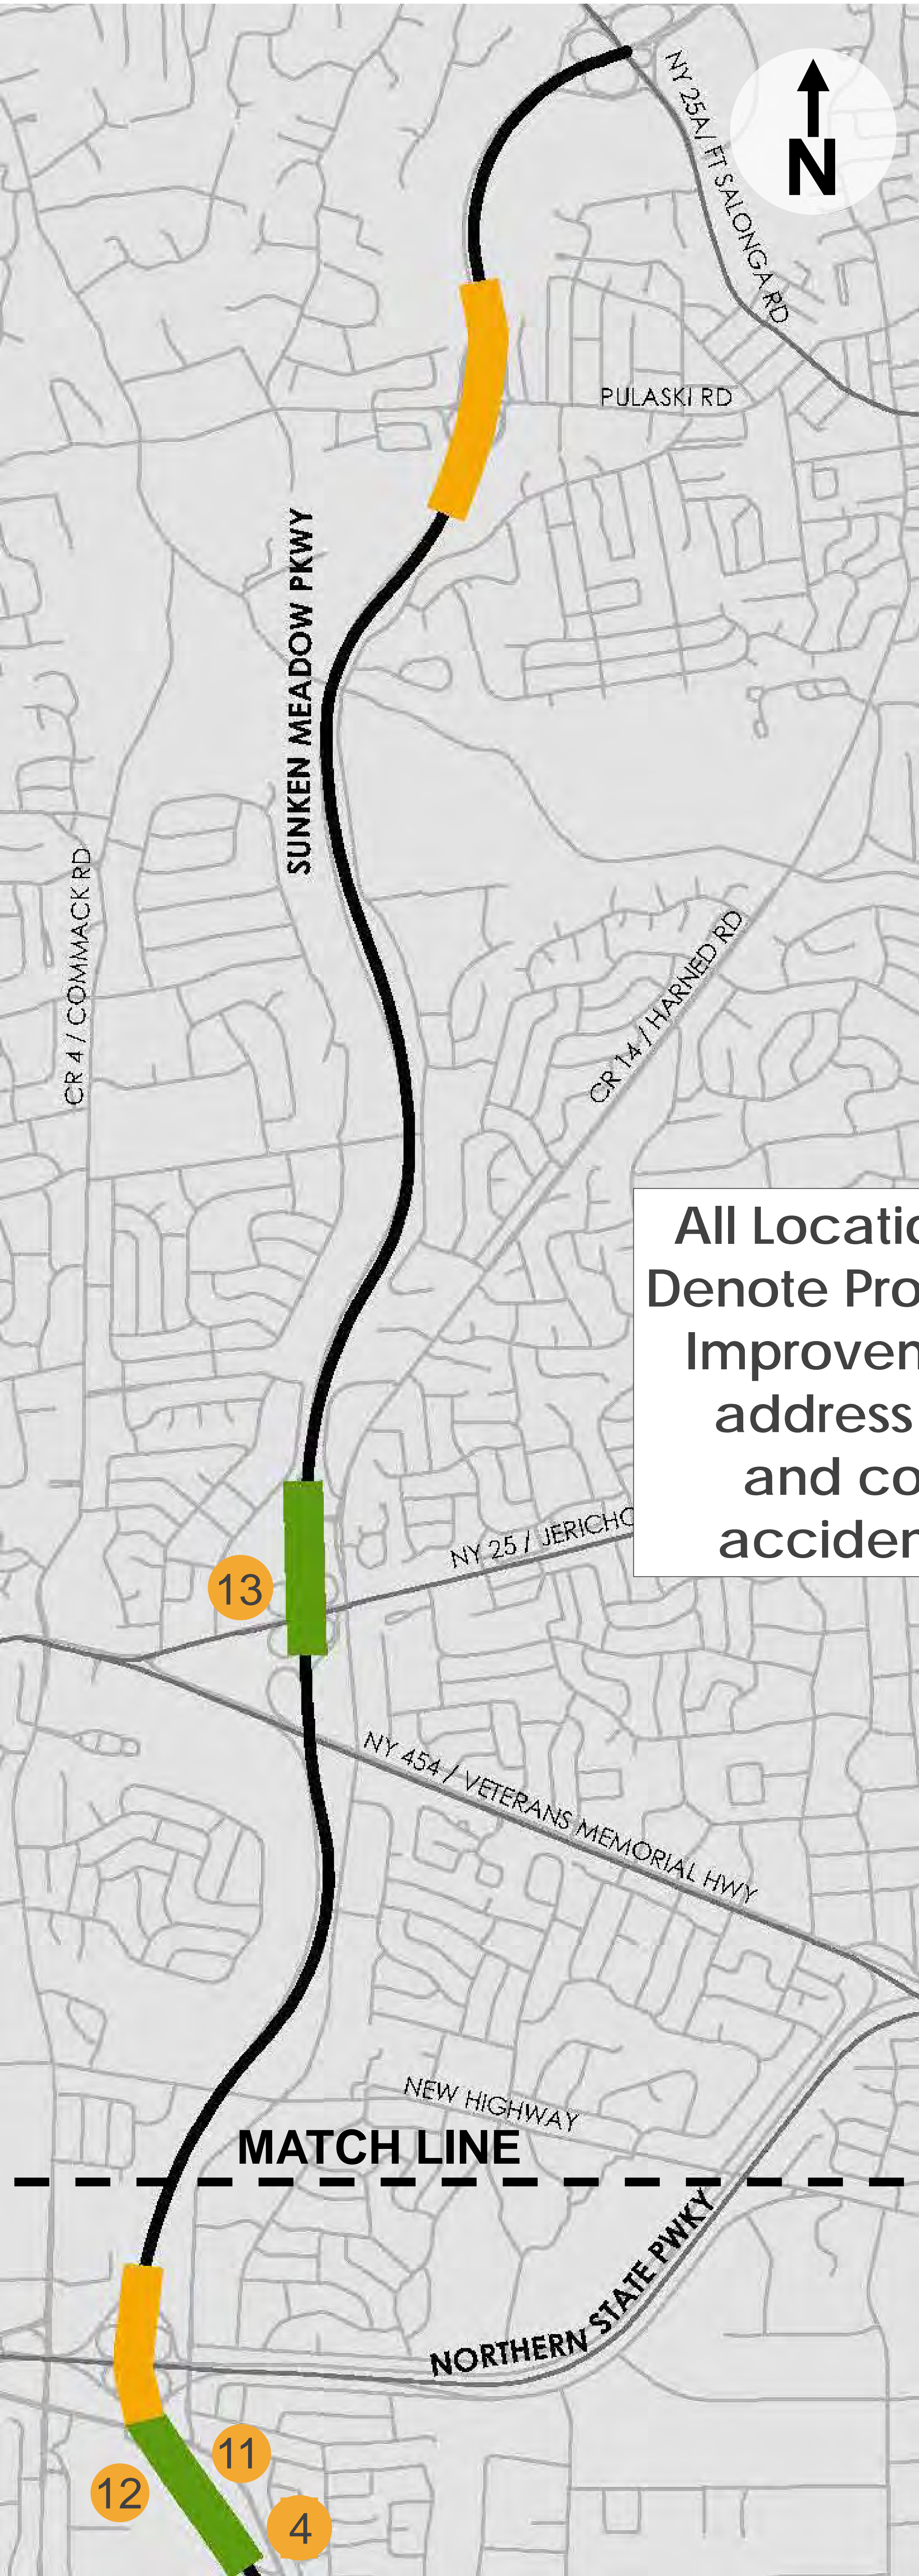 NY 25A/ FT SALONGA RD
N
PULASKI RD
SUNKEN MEADOW PKWY
CR 4 / COMMACK RD
CR 14 / HARNED RD
All Locatio
Denote Pro
Improvem
address
and co
acciden
NY 25 / JERICHO
13
NY 454 / VETERANS MEMORIAL HWY
NEW HIGHWAY
MATCH LINE
NORTHERN STATE PWKY
11
12
4